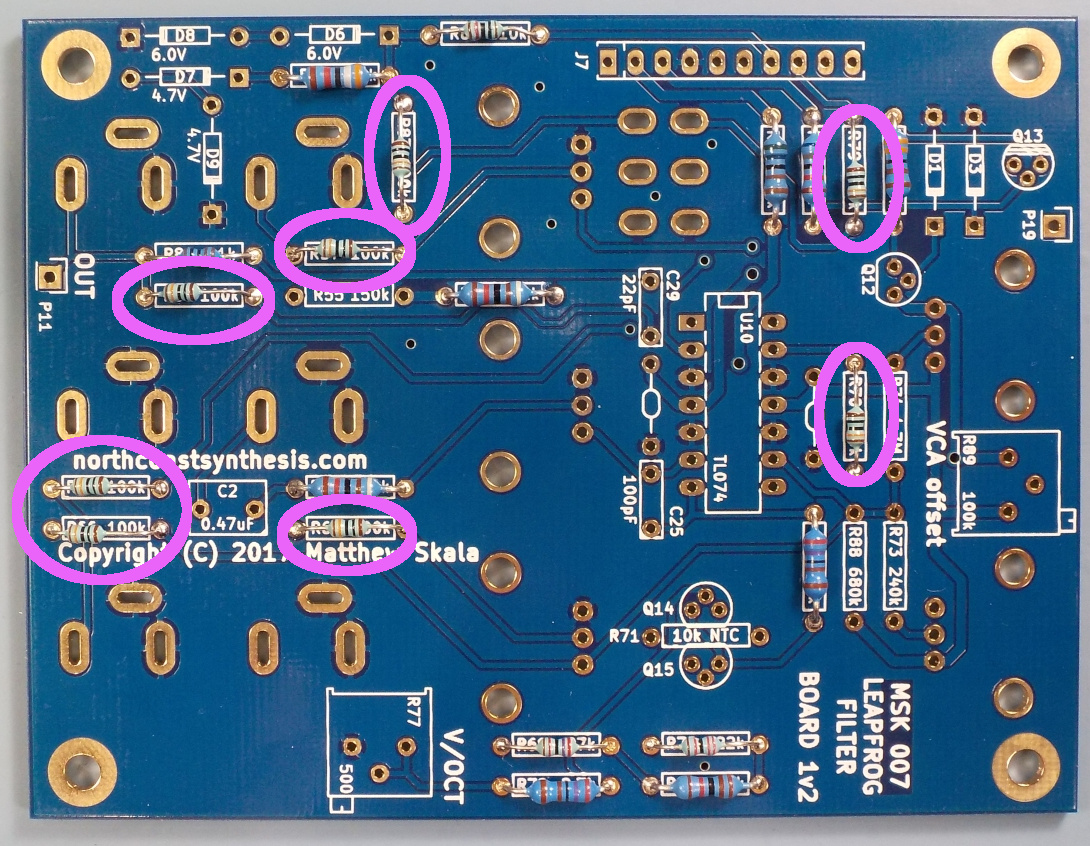 D8
6.0V
D6
6.0V
10k
D7
4.7V
J7
4.7V
D9
D1
D3
Q13
P19
OUT
P11
100k
100k
R55 150k
C29
22pF
U10
TL074
Q12
VCA offset
R89
100k
northcoastsynthesis.com
100k
C2
0.47uF
100k
Copyright (C) 201 Matthew Skala
100pF
C25
R88 680k
R73 240k
Q14
R71
10k NTC
Q15
R77
500
V/OCT
MSK 007
LEAPFROG
FILTER
BOARD 1v2